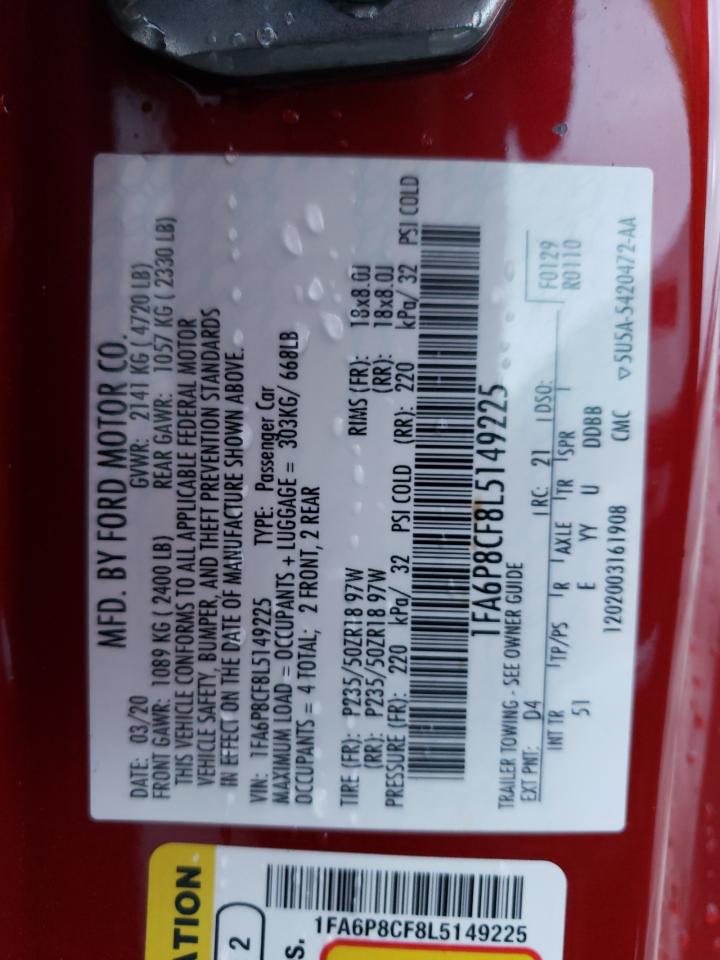 MFD. BY FORD MOTOR CO.
DATE: 03/20 GVWR: 2141 KG ( 4720 LB)
FRONT GAWR: 1089 KG ( 2400 LB) REAR GAWR: 1057 KG ( 2330 LB)
THIS VEHICLE CONFORMS TO ALL APPLICABLE FEDERAL MOTOR
VEHICLE SAFETY, BUMPER, AND THEFT PREVENTION STANDARDS
IN EFFECT ON THE DATE OF MANUFACTURE SHOWN ABOVE.
VIN: 1FA6P8CF8L5149225 TYPE: Passenger Car
MAXIMUM LOAD = OCCUPANTS + LUGGAGE = 303KG/ 668LB
OCCUPANTS = 4 TOTAL; 2 FRONT, 2 REAR
TIRE (FR): P235/50ZR18 97W RIMS (FR): 18x8.0J
(RR): P235/50ZR18 97W (RR): 18x8.0J
PRESSURE (FR): 220 kPa/ 32 PSI COLD (RR): 220 kPa/ 32 PSI COLD
1FA6P8CF8L5149225
TRAILER TOWING - SEE OWNER GUIDE
EXT PNT: D4 RC: 21 DSO: F0129
R0110
INT TR TP/PS R AXLE TR SPR
51 E YY U DDBB
1202003161908 CMC ▽5U5A-5420472-AA
ATION
2
S.
1FA6P8CF8L5149225